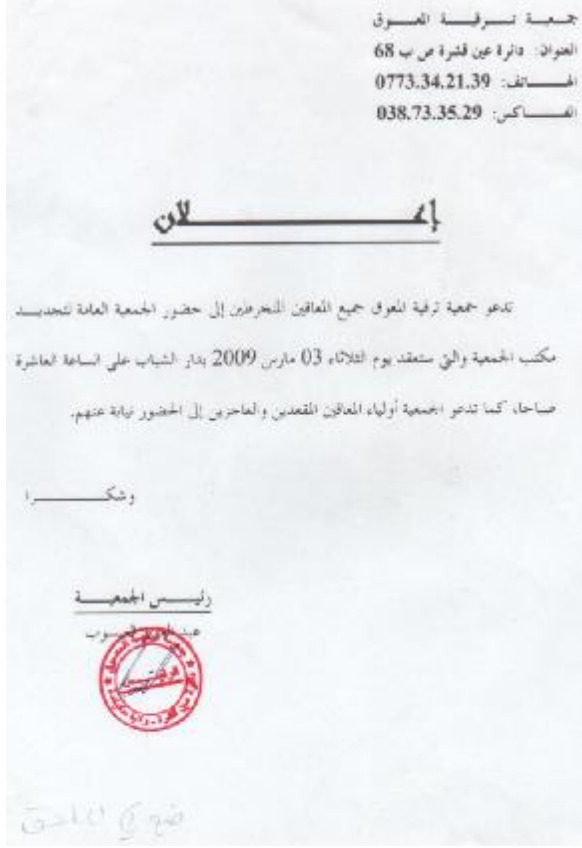 جمعية ترقية المعوق
العنوان: دائرة عين قشرة ص ب 68
الهاتف: 0773.34.21.39
الفاكس: 038.73.35.29
إعلان
تدعو جمعية ترقية المعوق جميع المعاقين المنخرطين إلى حضور الجمعية العامة لتجديد
مكتب الجمعية والتي ستعقد يوم الثلاثاء 03 مارس 2009 بدار الشباب على الساعة العاشرة
صباحا، كما تدعو الجمعية أولياء المعاقين المقعدين والعاجزين إلى الحضور نيابة عنهم.
وشكرا
رئيس الجمعية